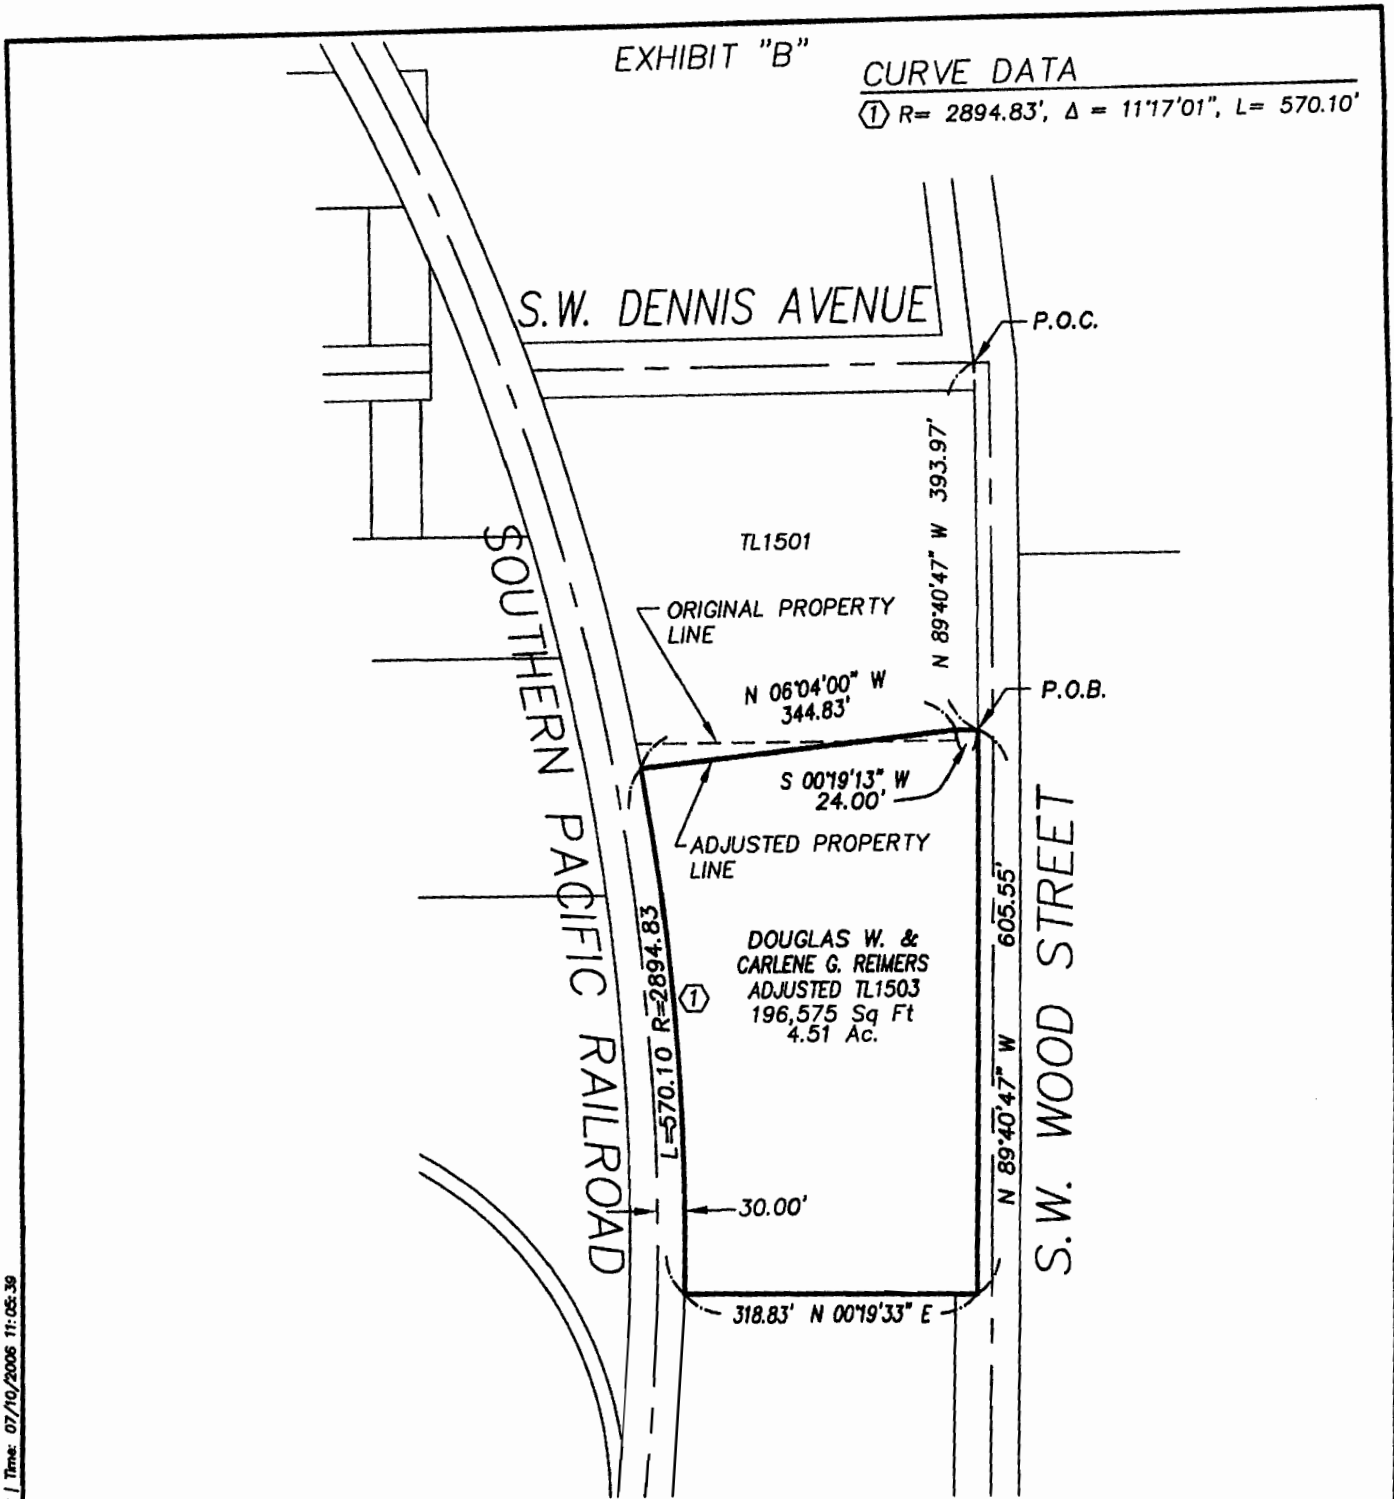 EXHIBIT "B"
CURVE DATA
1 R= 2894.83', Δ = 11°17'01", L= 570.10'
S.W. DENNIS AVENUE
P.O.C.
N 89°40'47" W 393.97'
TL1501
ORIGINAL PROPERTY
LINE
N 06°04'00" W
344.83'
P.O.B.
S 00°19'13" W
24.00'
ADJUSTED PROPERTY
LINE
SOUTHERN PACIFIC RAILROAD
L=570.10 R=2894.83
1
DOUGLAS W. &
CARLENE G. REIMERS
ADJUSTED TL1503
196,575 Sq Ft
4.51 Ac.
N 89°40'47" W 605.55'
S.W. WOOD STREET
30.00'
318.83' N 00°19'33" E
| Time: 07/10/2006 11:05:39